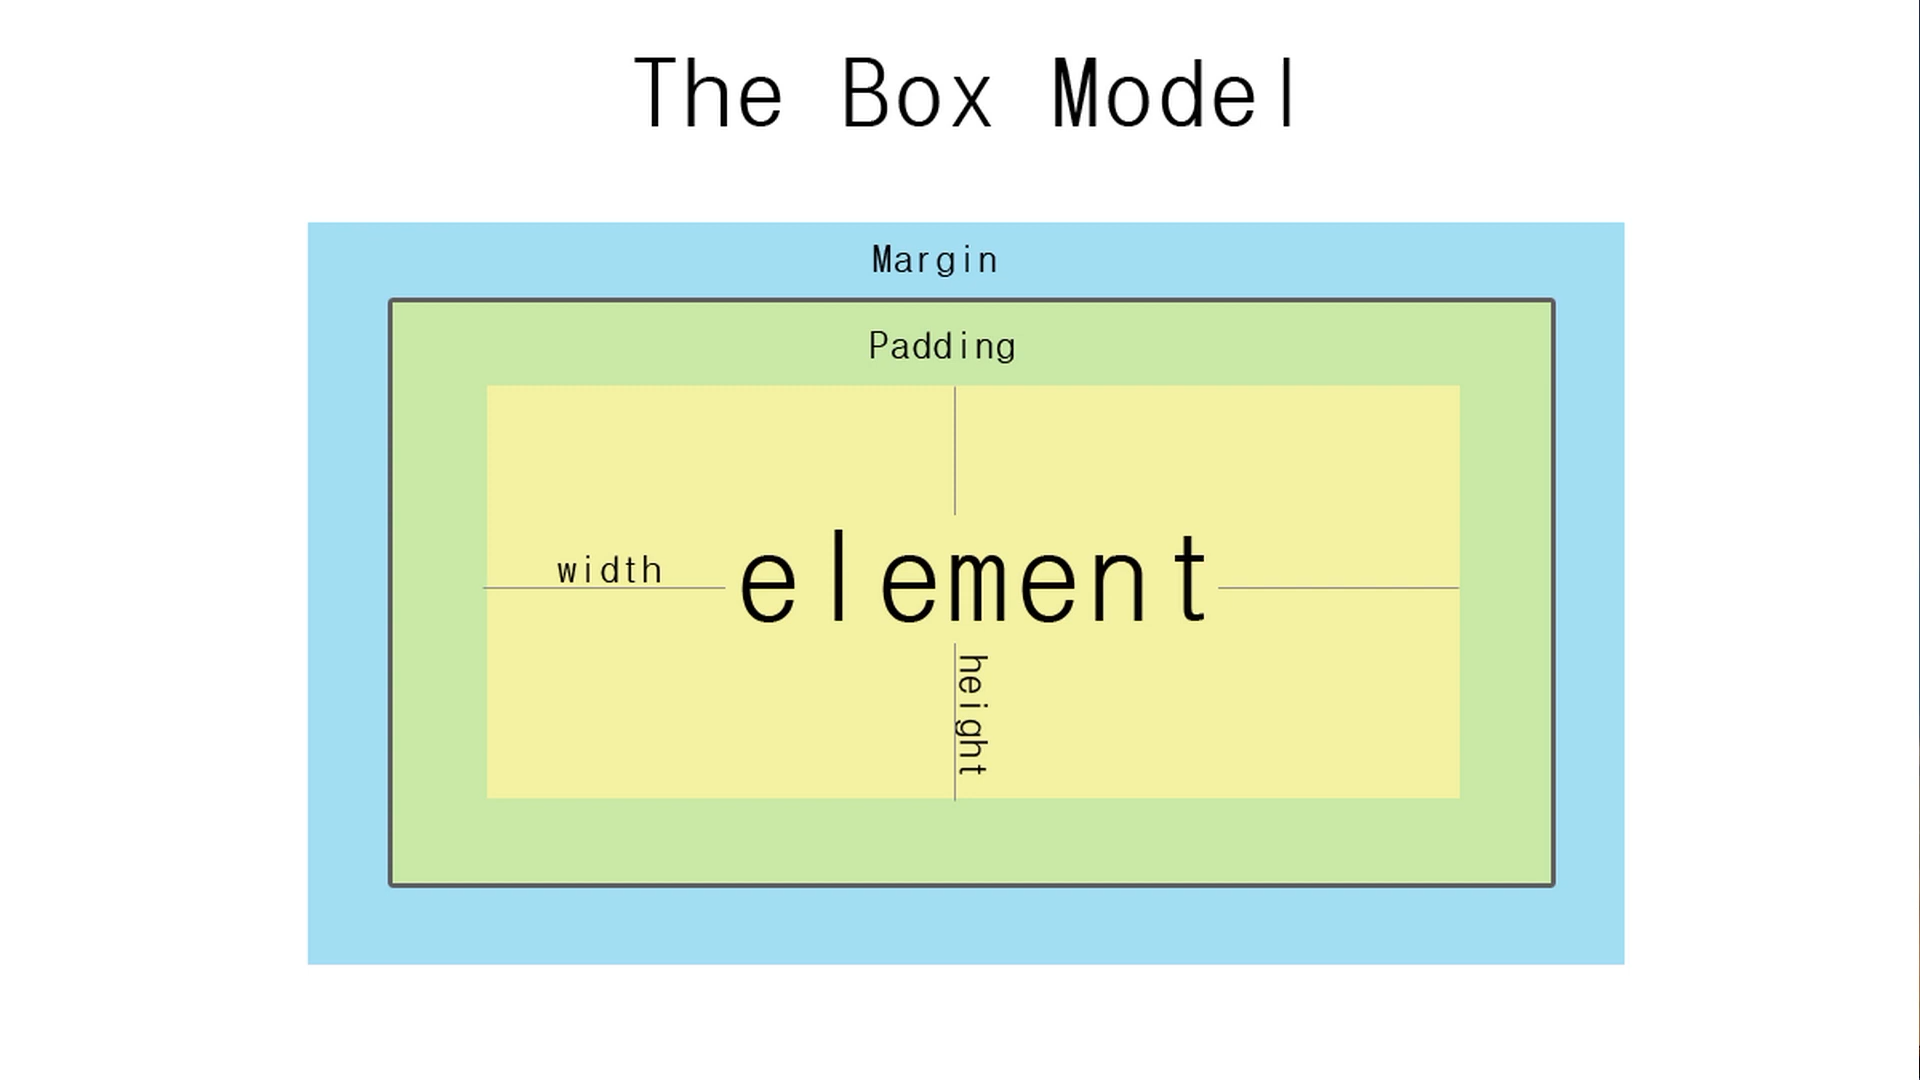 The Box Model
Margin
Padding
width
element
height